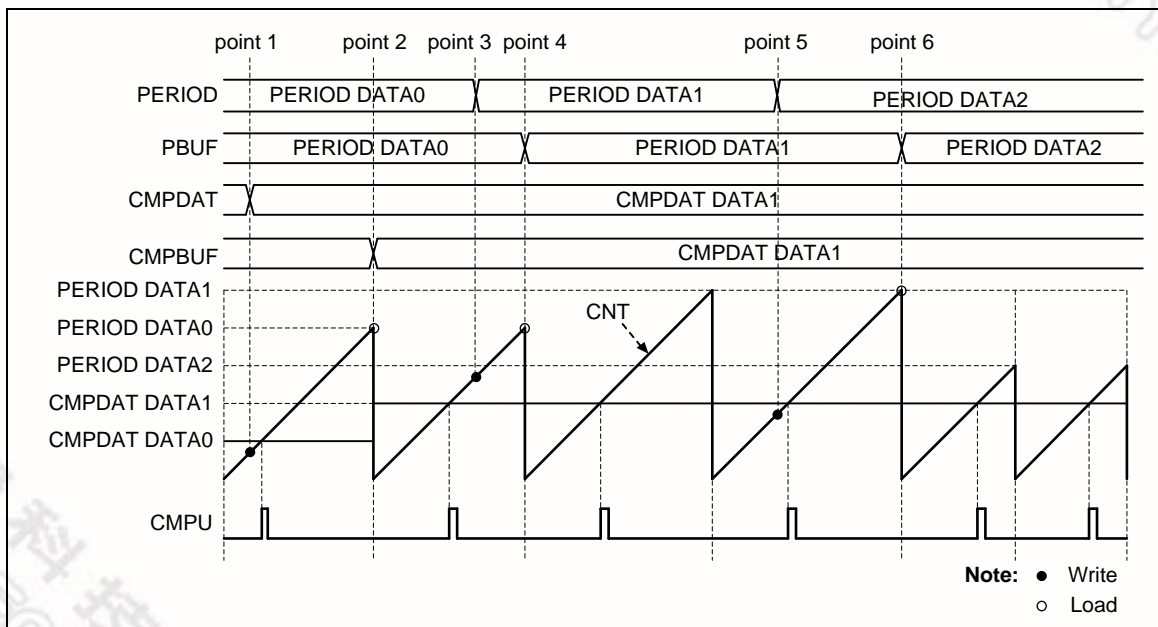 point 1 point 2 point 3 point 4 point 5 point 6
PERIOD PERIOD DATA0 PERIOD DATA1 PERIOD DATA2
PBUF PERIOD DATA0 PERIOD DATA1 PERIOD DATA2
CMPDAT CMPDAT DATA1
CMPBUF CMPDAT DATA1
PERIOD DATA1
CNT
PERIOD DATA0
PERIOD DATA2
CMPDAT DATA1
CMPDAT DATA0
CMPU
Note: ● Write
○ Load
科技